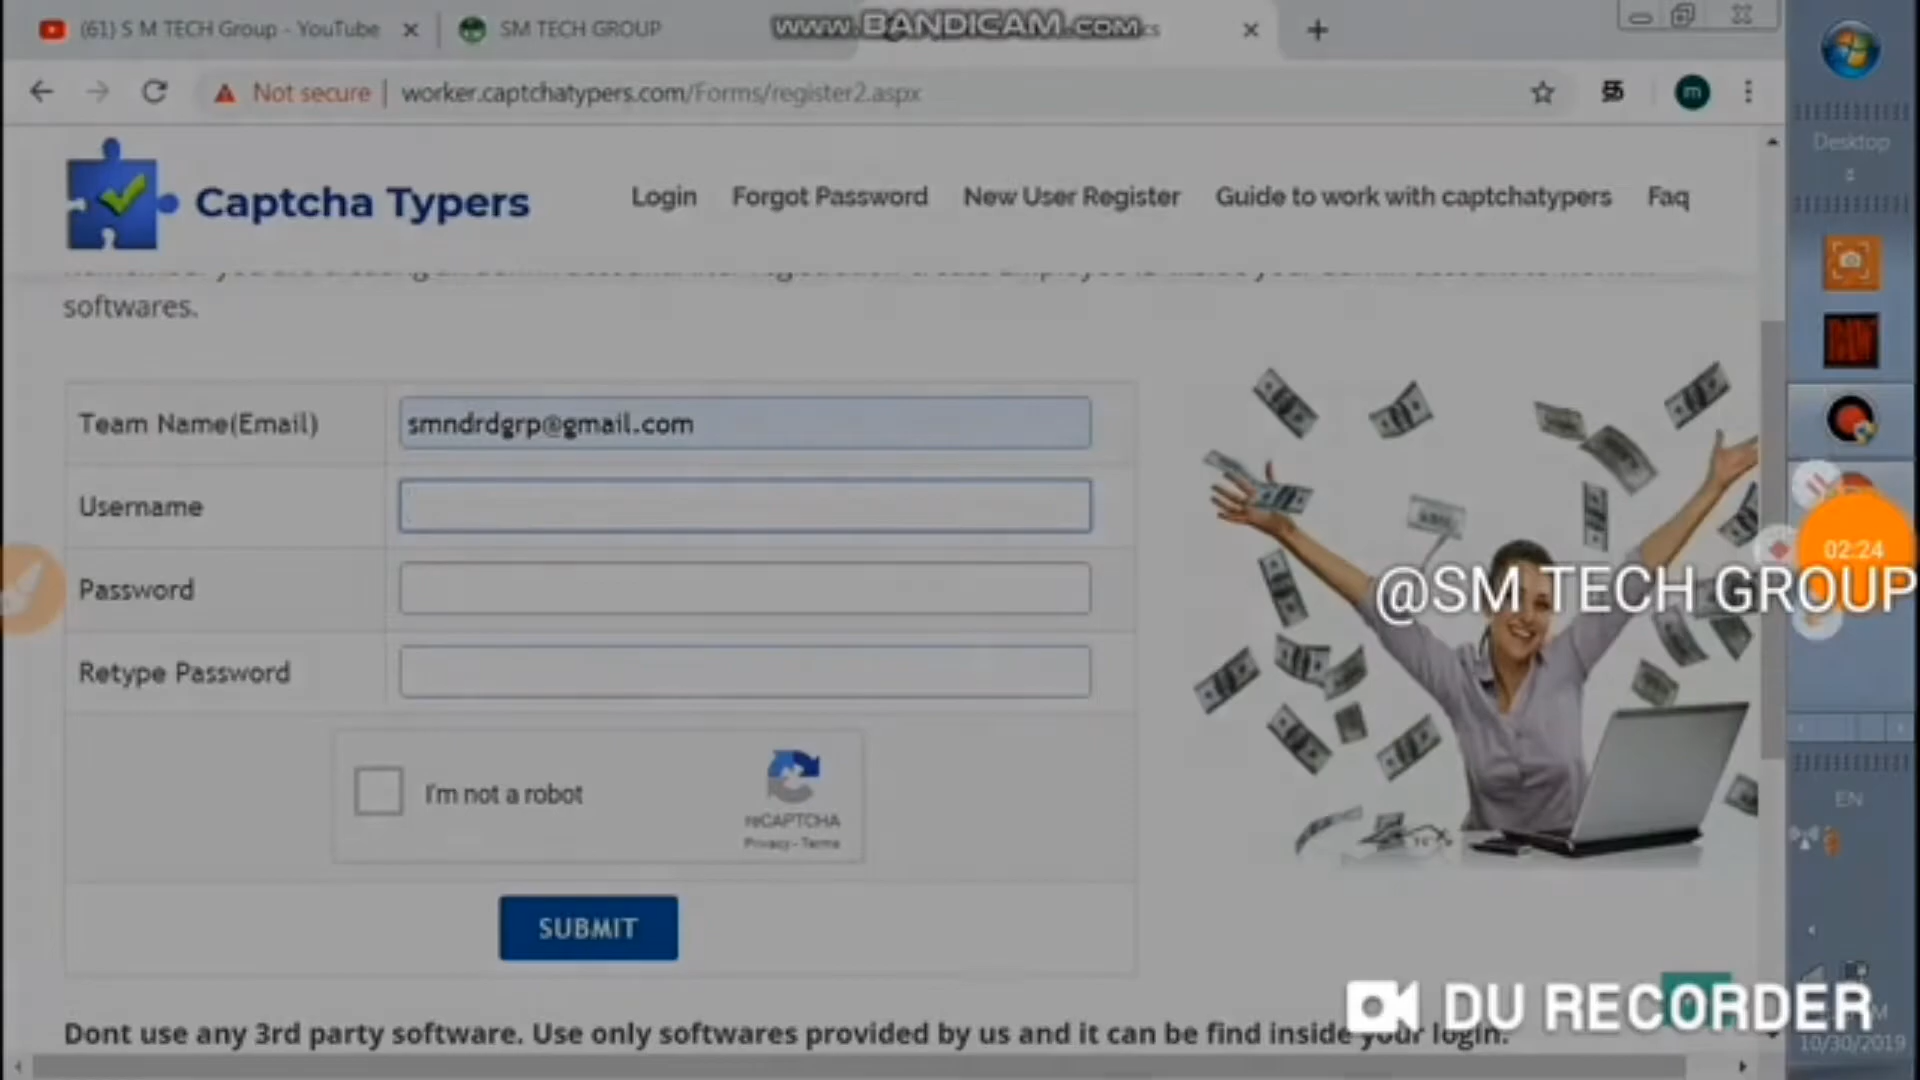 (61) S M TECH Group - YouTube
SM TECH GROUP
www.BANDICAM.com
Not secure
worker.captchatypers.com/Forms/register2.aspx
m
Desktop
Captcha Typers
Login
Forgot Password
New User Register
Guide to work with captchatypers
Faq
softwares.
Team Name(Email)
smndrdgrp@gmail.com
Username
Password
Retype Password
02:24
@SM TECH GROUP
I'm not a robot
reCAPTCHA
Privacy - Terms
EN
SUBMIT
DU RECORDER
Dont use any 3rd party software. Use only softwares provided by us and it can be find inside your login.
10/30/2019